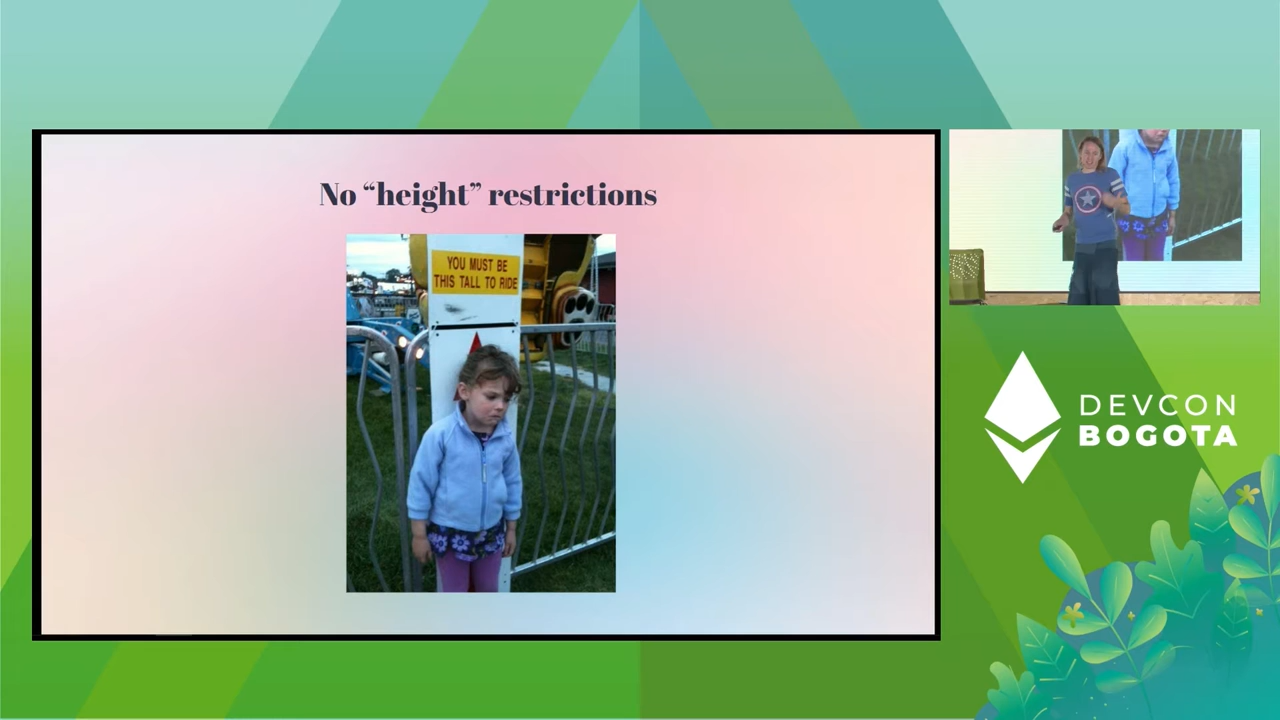 No “height” restrictions
YOU MUST BE
THIS TALL TO RIDE
DEVCON
BOGOTA